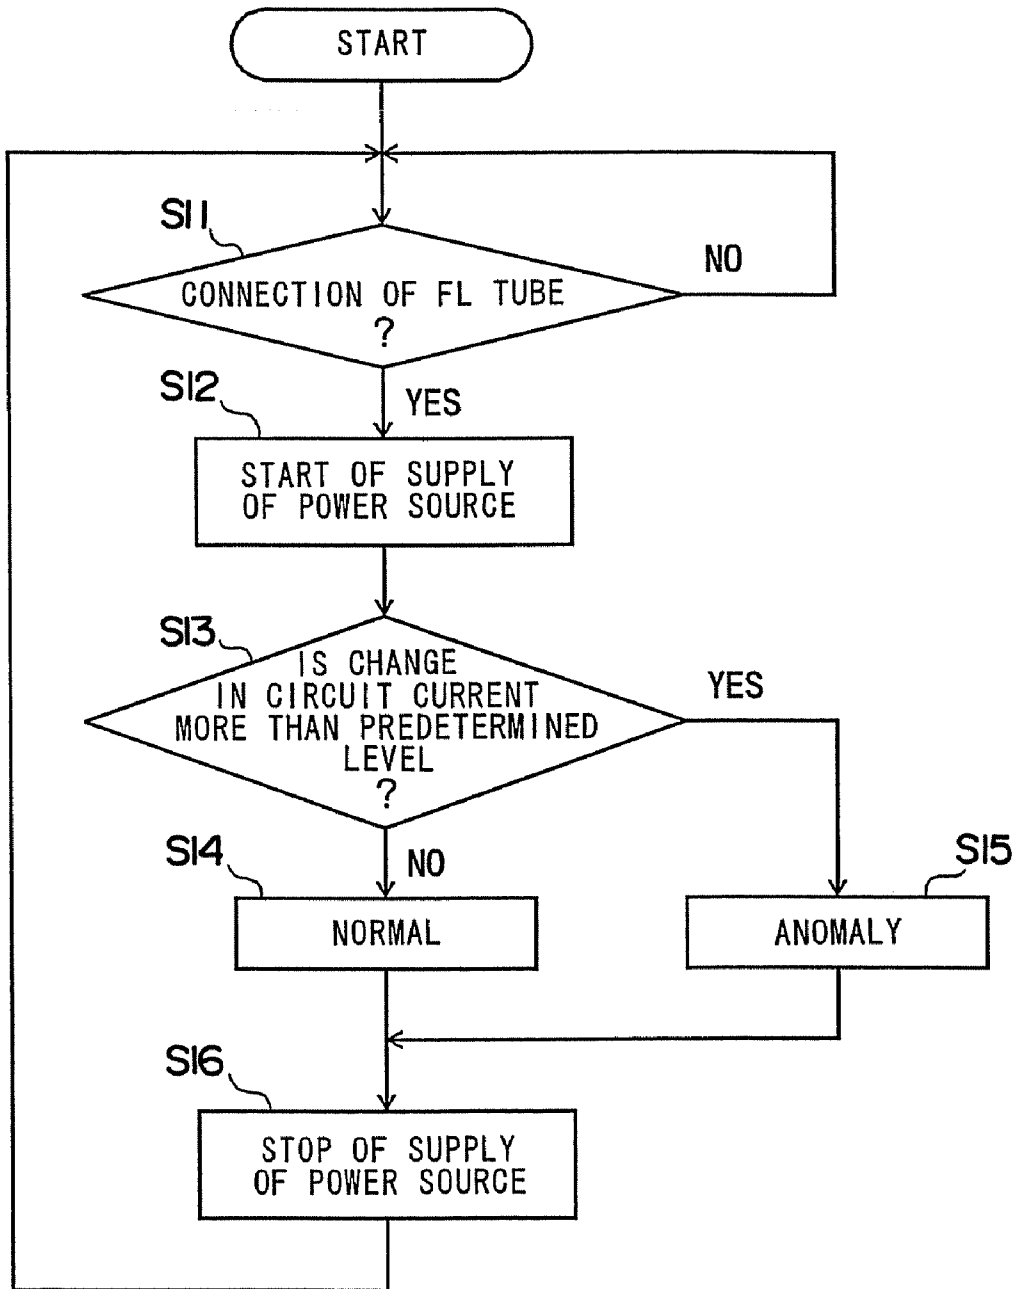 START
S11
NO
CONNECTION OF FL TUBE
?
S12
YES
START OF SUPPLY
OF POWER SOURCE
S13
IS CHANGE
IN CIRCUIT CURRENT
MORE THAN PREDETERMINED
LEVEL
?
YES
S14
NO
S15
NORMAL
ANOMALY
S16
STOP OF SUPPLY
OF POWER SOURCE